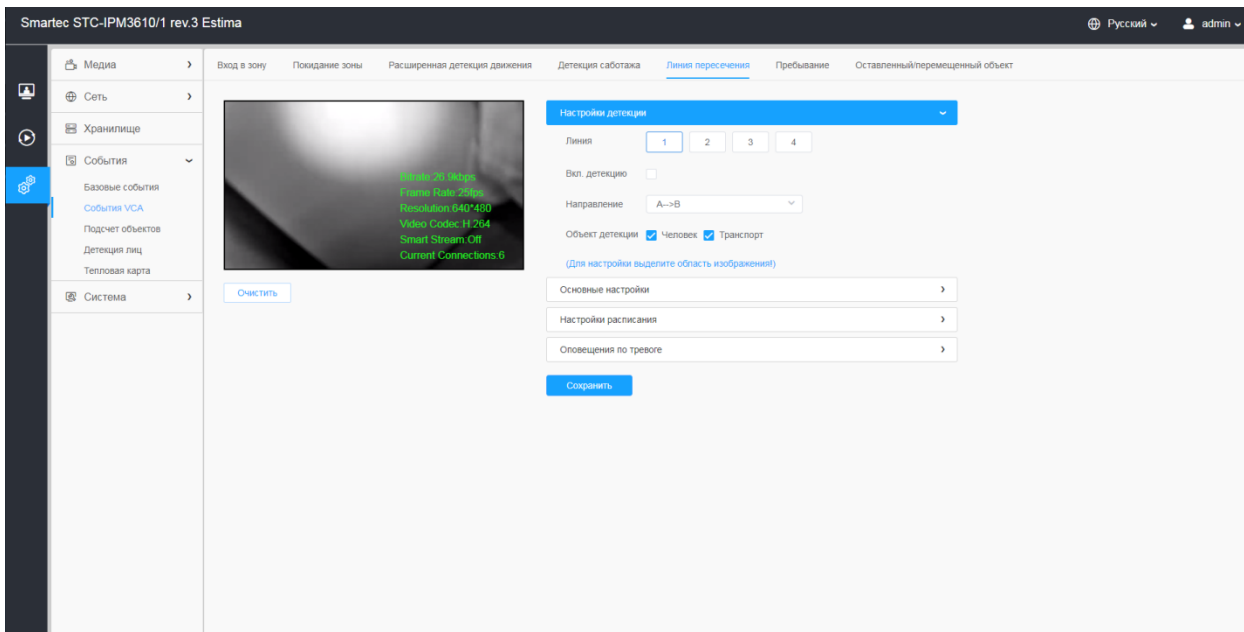 Smartec STC-IPM3610/1 rev.3 Estima
Русский
admin
Медиа
Сеть
Хранилище
События
Базовые события
События VCA
Подсчет объектов
Детекция лиц
Тепловая карта
Система
Вход в зону Покидание зоны Расширенная детекция движения Детекция саботажа Линия пересечения Пребывание Оставленный/перемещенный объект
Bitrate:26.9kbps
Frame Rate:25fps
Resolution:640*480
Video Codec:H.264
Smart Stream:Off
Current Connections:6
Очистить
Настройки детекции
Линия 1 2 3 4
Вкл. детекцию
Направление A-->B
Объект детекции Человек Транспорт
(Для настройки выделите область изображения!)
Основные настройки
Настройки расписания
Оповещения по тревоге
Сохранить